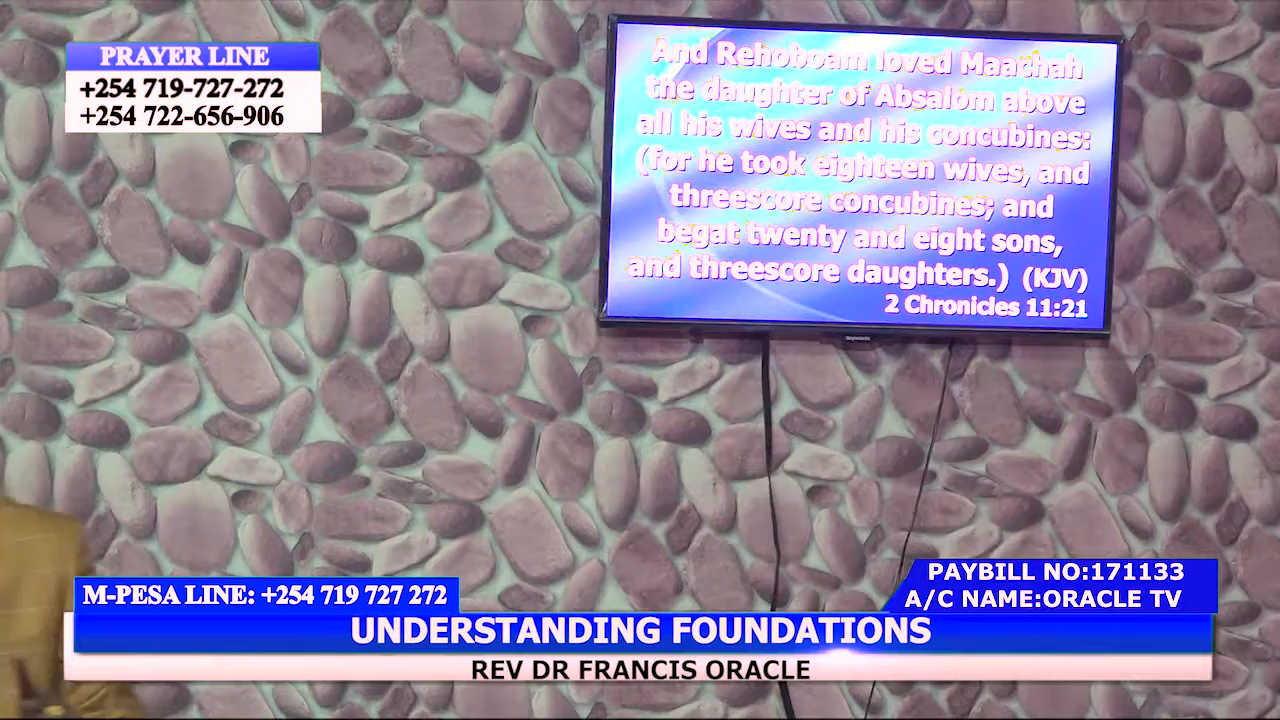 PRAYER LINE
+254 719-727-272
+254 722-656-906
And Rehoboam loved Maachah
the daughter of Absalom above
all his wives and his concubines:
(for he took eighteen wives, and
threescore concubines; and
begat twenty and eight sons,
and threescore daughters.) (KJV)
2 Chronicles 11:21
Skyworth
PAYBILL NO:171133
A/C NAME:ORACLE TV
M-PESA LINE: +254 719 727 272
UNDERSTANDING FOUNDATIONS
REV DR FRANCIS ORACLE